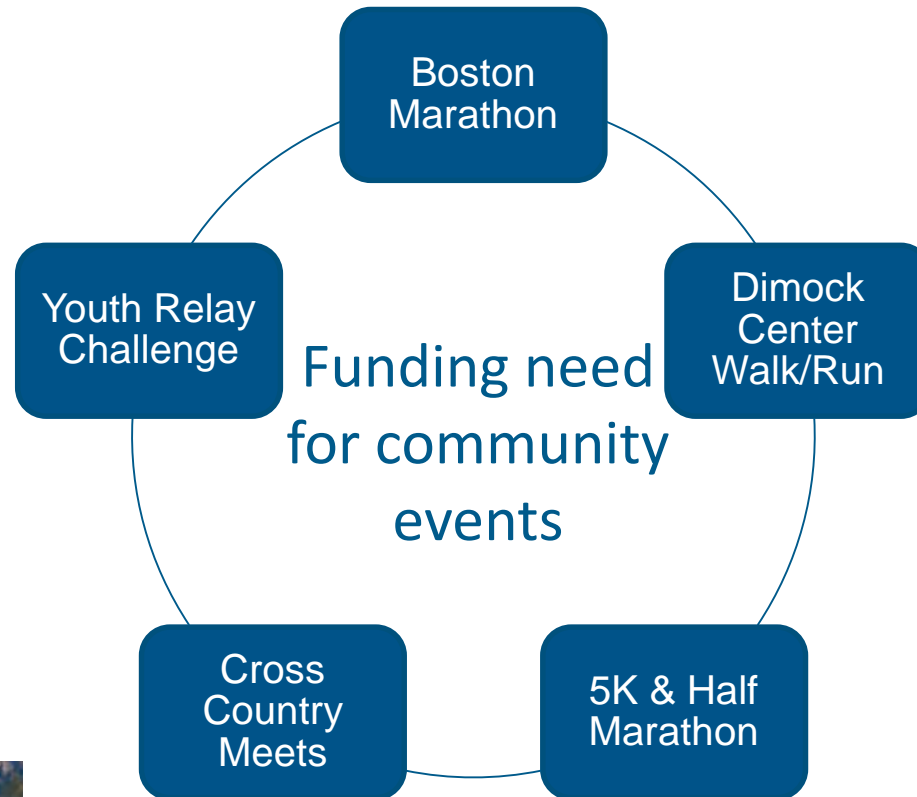 Boston
Marathon
Dimock
Center
Walk/Run
Youth Relay
Challenge
Funding need
for community
events
Cross
Country
Meets
5K & Half
Marathon